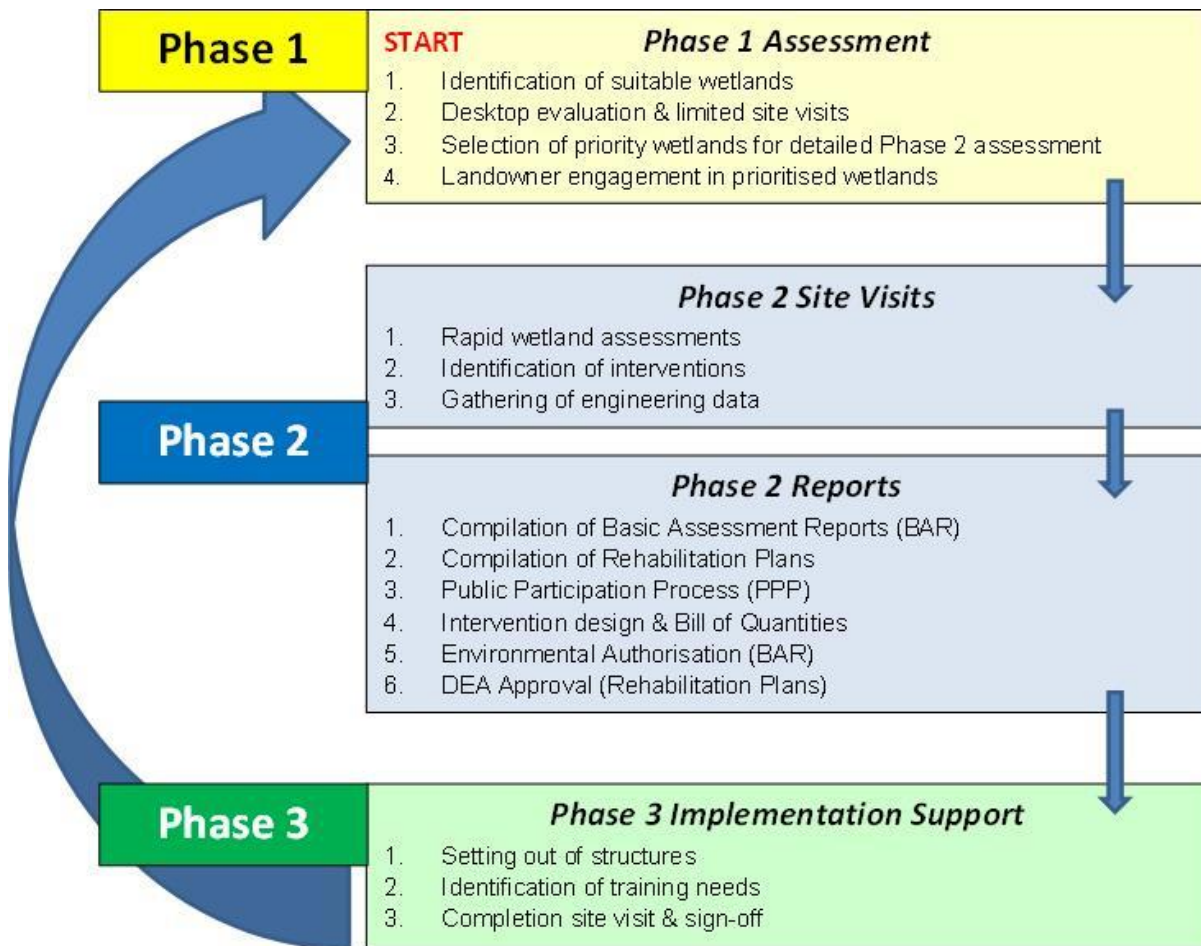 Phase 1
START
Phase 1 Assessment
1. Identification of suitable wetlands
2. Desktop evaluation & limited site visits
3. Selection of priority wetlands for detailed Phase 2 assessment
4. Landowner engagement in prioritised wetlands
Phase 2
Phase 2 Site Visits
1. Rapid wetland assessments
2. Identification of interventions
3. Gathering of engineering data
Phase 2 Reports
1. Compilation of Basic Assessment Reports (BAR)
2. Compilation of Rehabilitation Plans
3. Public Participation Process (PPP)
4. Intervention design & Bill of Quantities
5. Environmental Authorisation (BAR)
6. DEA Approval (Rehabilitation Plans)
Phase 3
Phase 3 Implementation Support
1. Setting out of structures
2. Identification of training needs
3. Completion site visit & sign-off